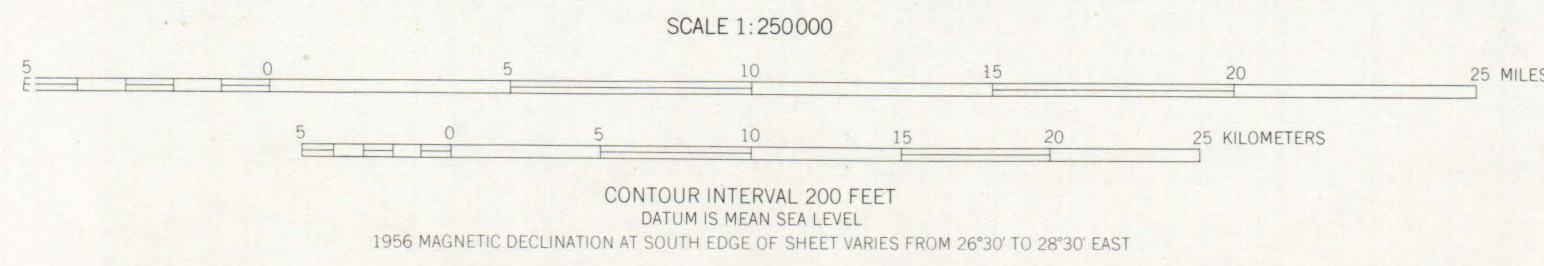 SCALE 1:250000
5 0 5 10 15 20 25 MILES
5 0 5 10 15 20 25 KILOMETERS
CONTOUR INTERVAL 200 FEET
DATUM IS MEAN SEA LEVEL
1956 MAGNETIC DECLINATION AT SOUTH EDGE OF SHEET VARIES FROM 26°30' TO 28°30' EAST